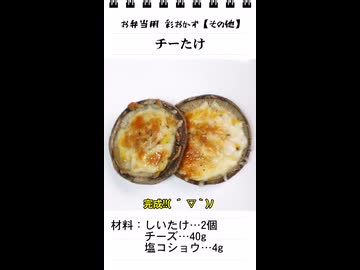 お弁当用 彩おかず【その他】
チーたけ
完成!!( ´ ▽ ` )ﾉ
材料：しいたけ…2個
チーズ…40g
塩コショウ…4g